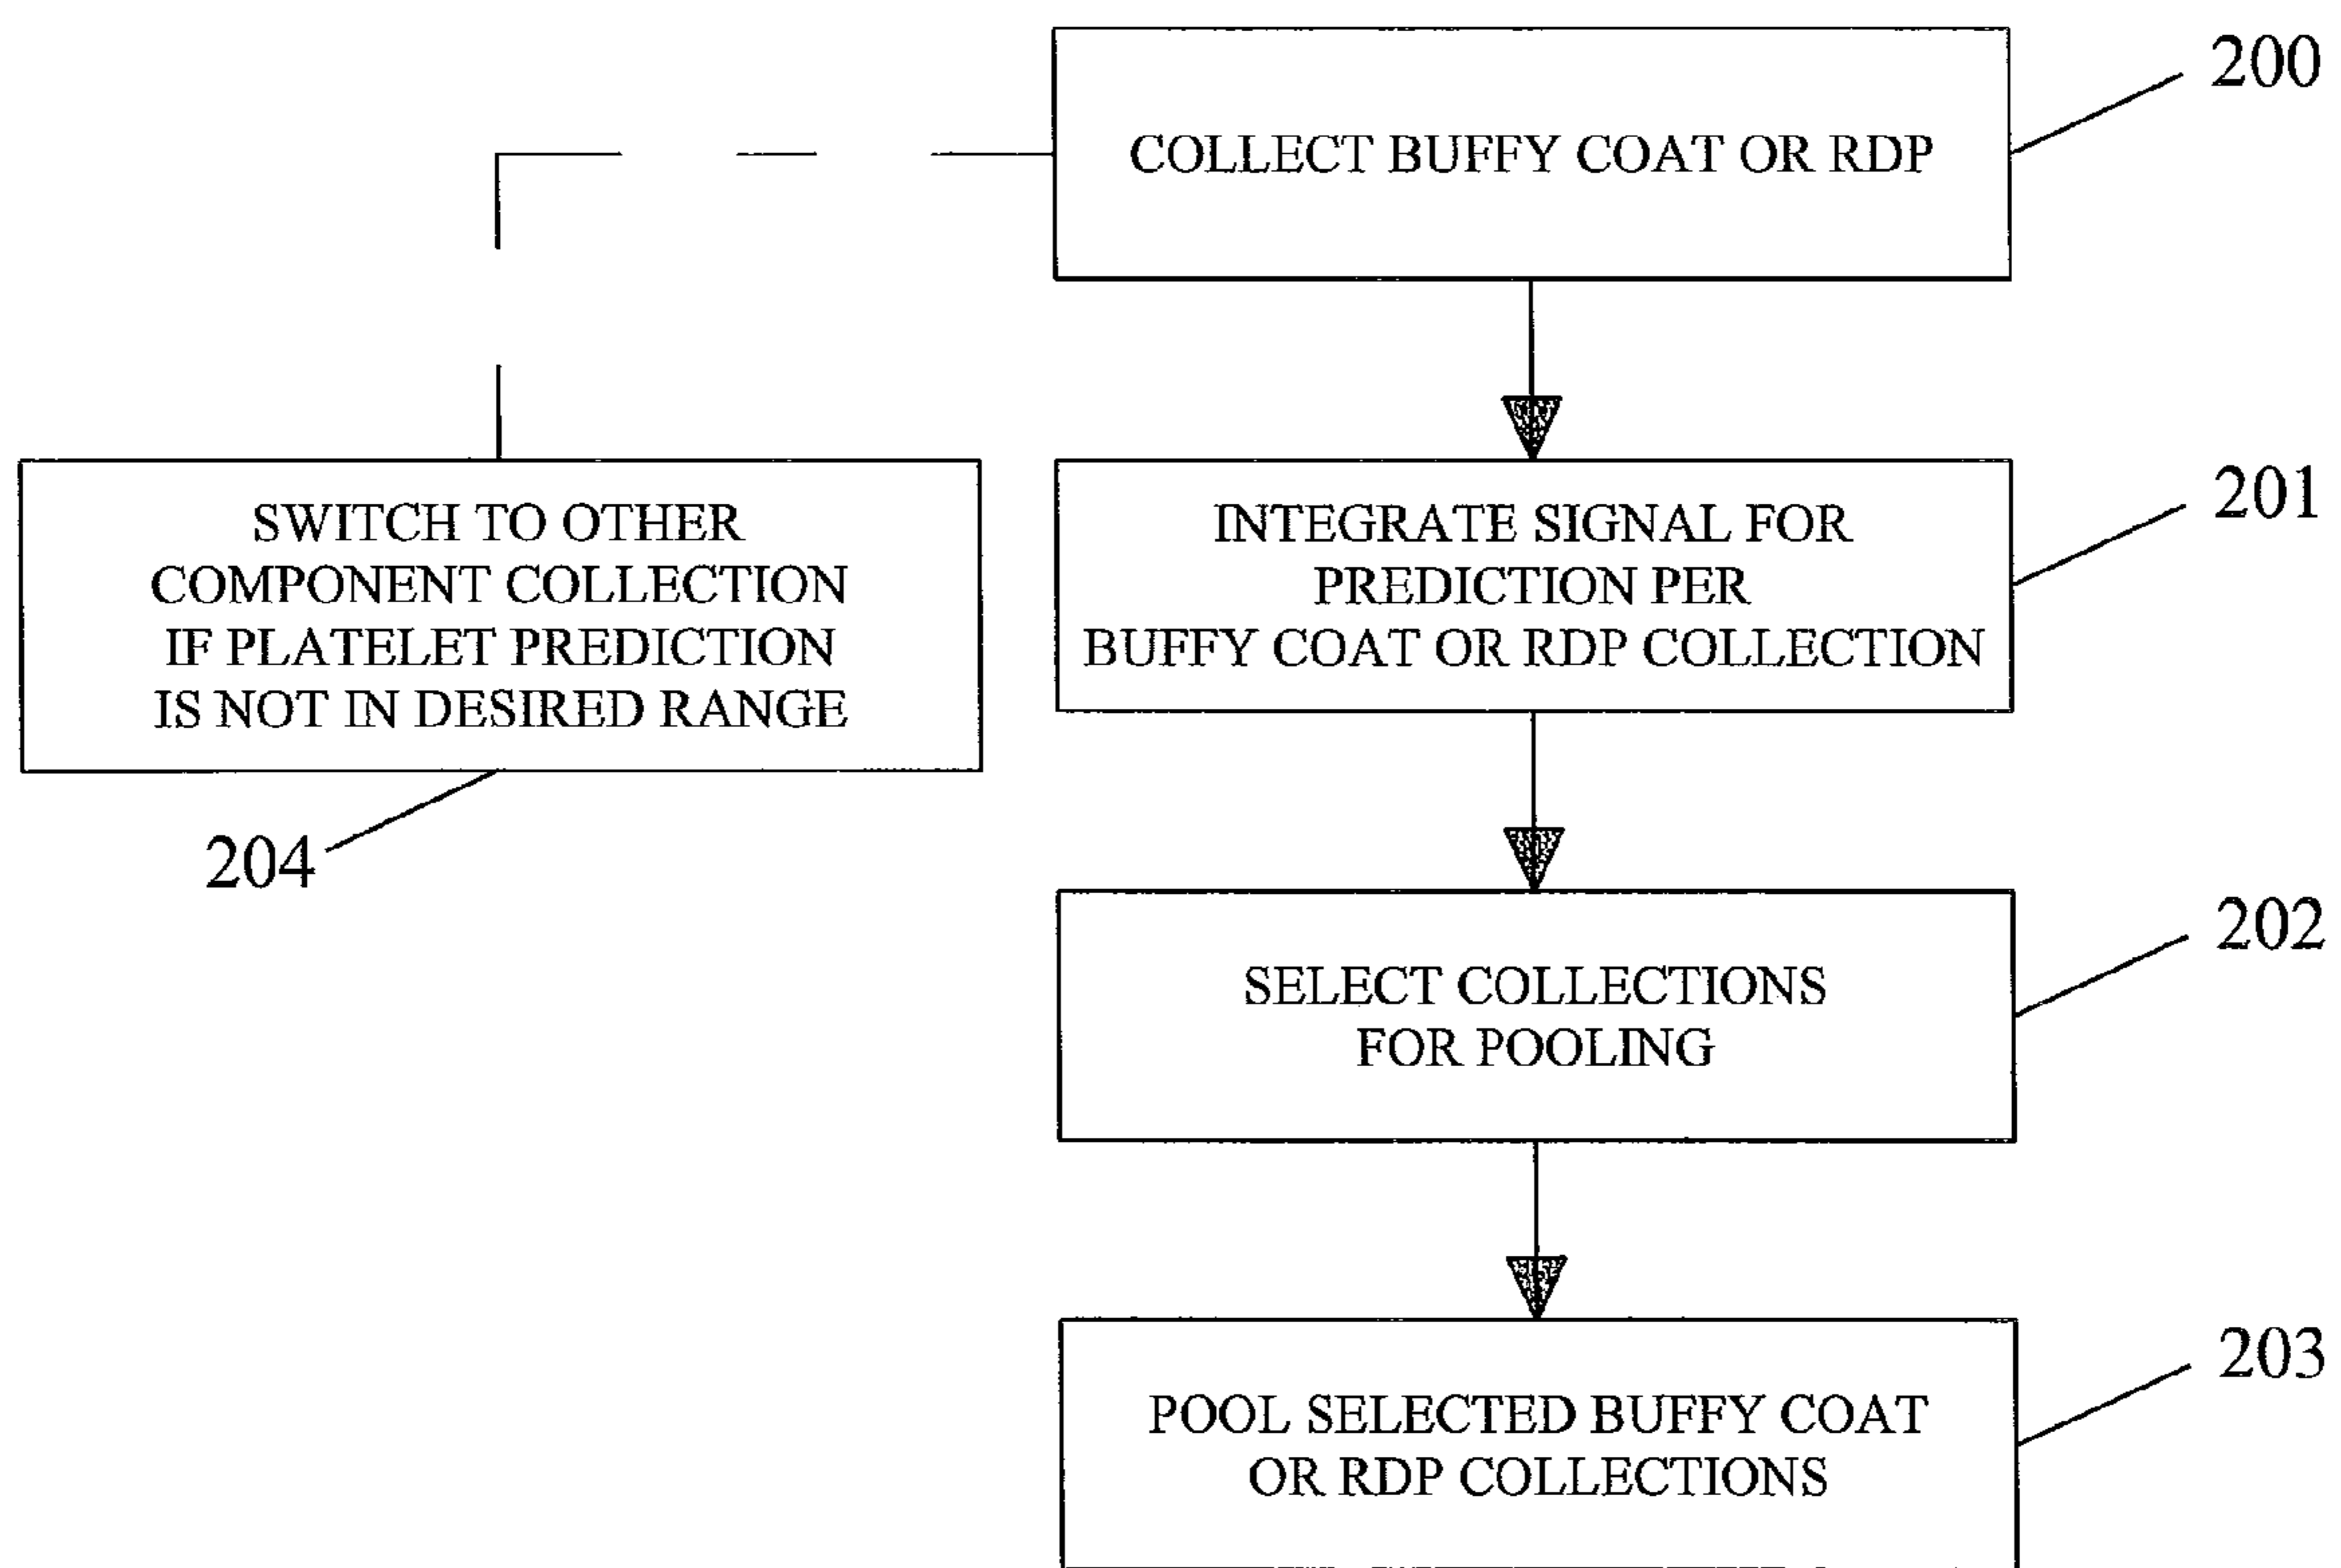 200
COLLECT BUFFY COAT OR RDP
201
INTEGRATE SIGNAL FOR
PREDICTION PER
BUFFY COAT OR RDP COLLECTION
SWITCH TO OTHER
COMPONENT COLLECTION
IF PLATELET PREDICTION
IS NOT IN DESIRED RANGE
204
202
SELECT COLLECTIONS
FOR POOLING
203
POOL SELECTED BUFFY COAT
OR RDP COLLECTIONS